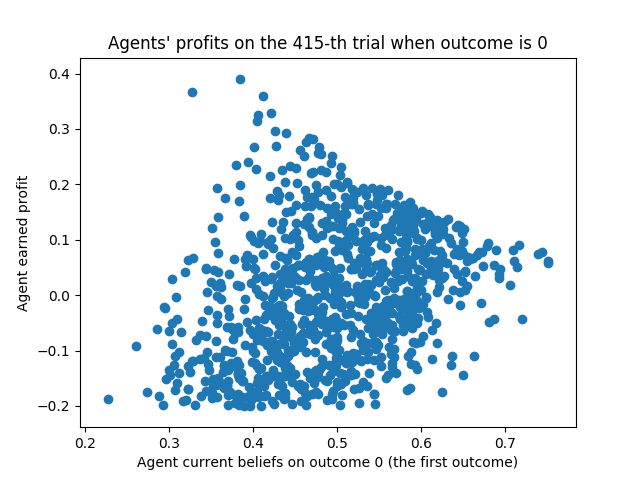 Agents' profits on the 415-th trial when outcome is 0
Agent earned profit
0.4
0.3
0.2
0.1
0.0
−0.1
−0.2
0.2 0.3 0.4 0.5 0.6 0.7
Agent current beliefs on outcome 0 (the first outcome)